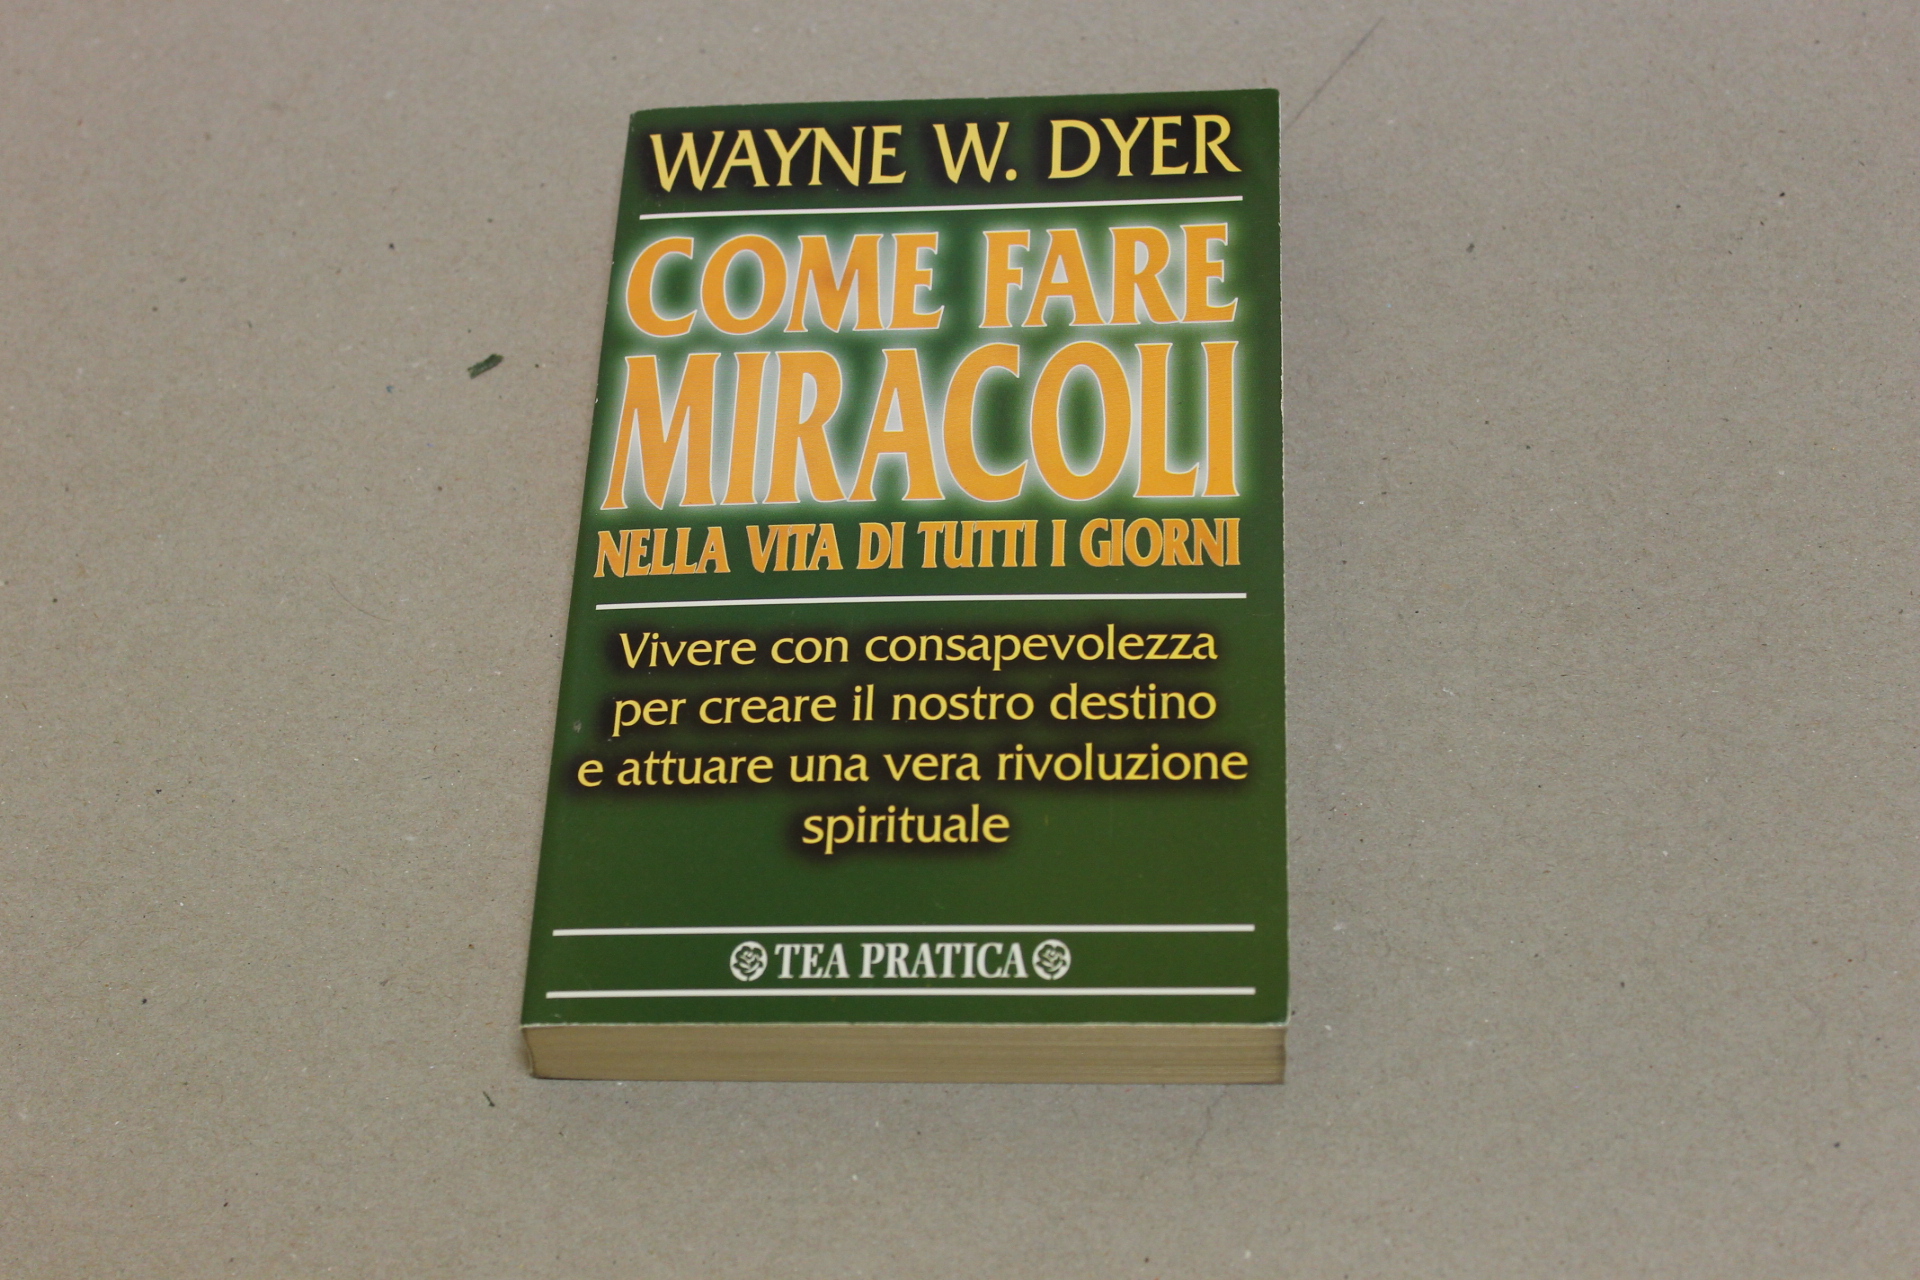 WAYNE W. DYER
COME FARE
MIRACOLI
NELLA VITA DI TUTTI I GIORNI
Vivere con consapevolezza
per creare il nostro destino
e attuare una vera rivoluzione
spirituale
TEA PRATICA